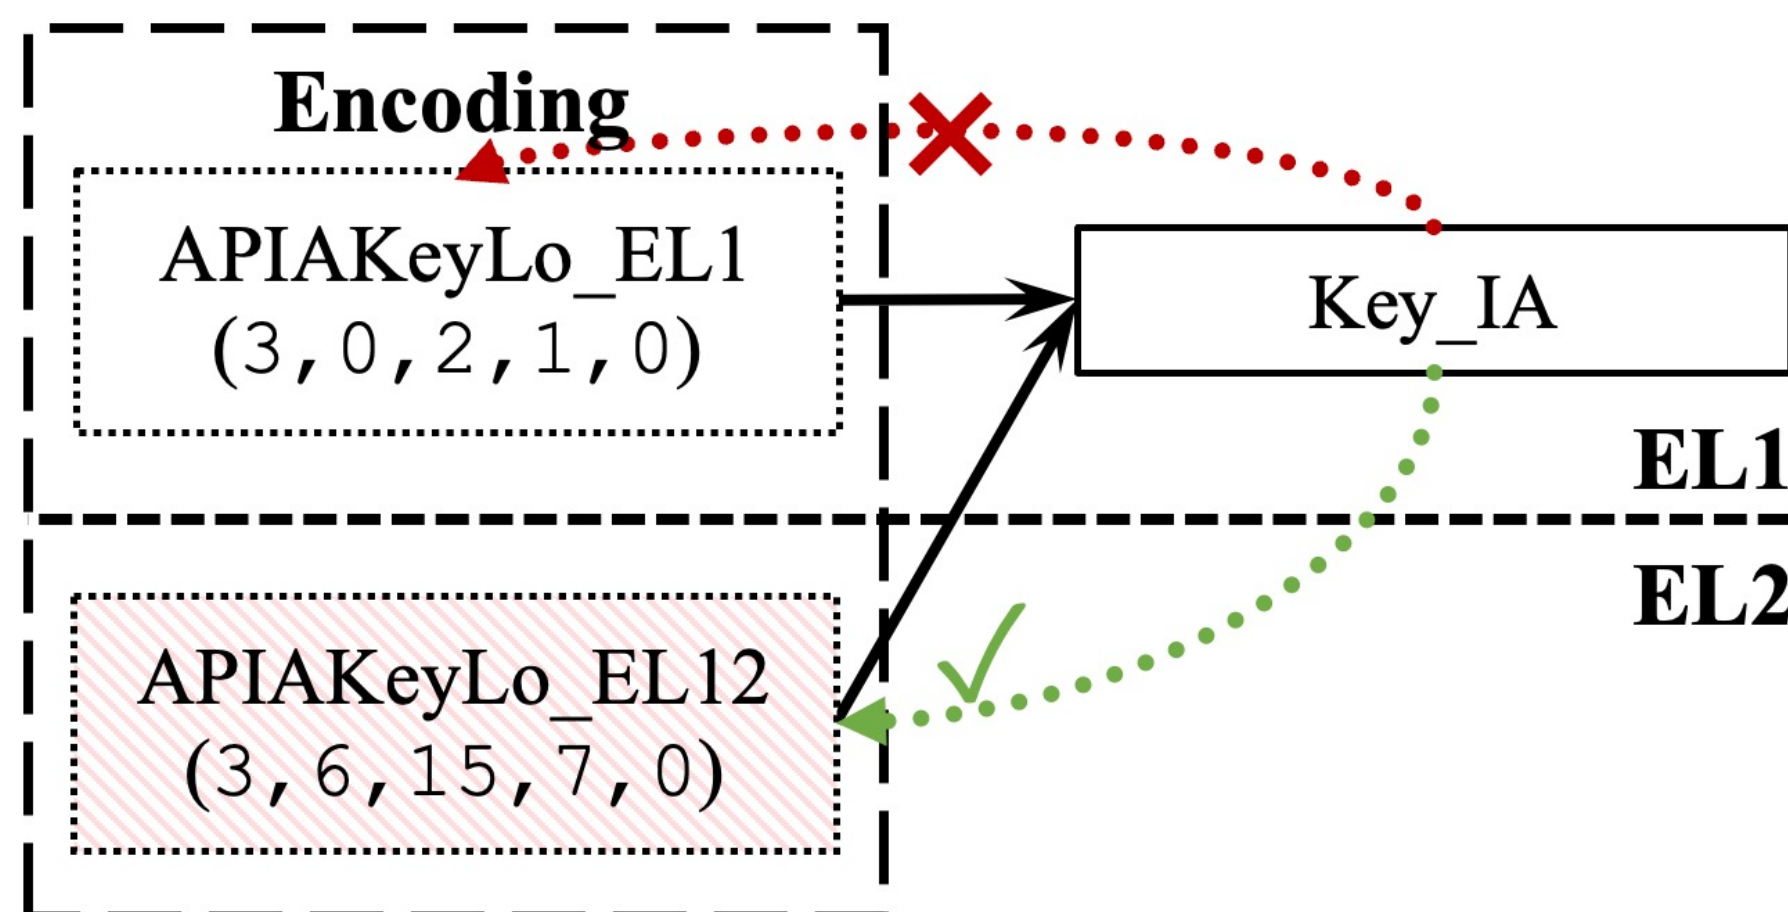 Encoding
APIAKeyLo_EL1
(3,0,2,1,0)
Key_IA
EL1
EL2
APIAKeyLo_EL12
(3,6,15,7,0)